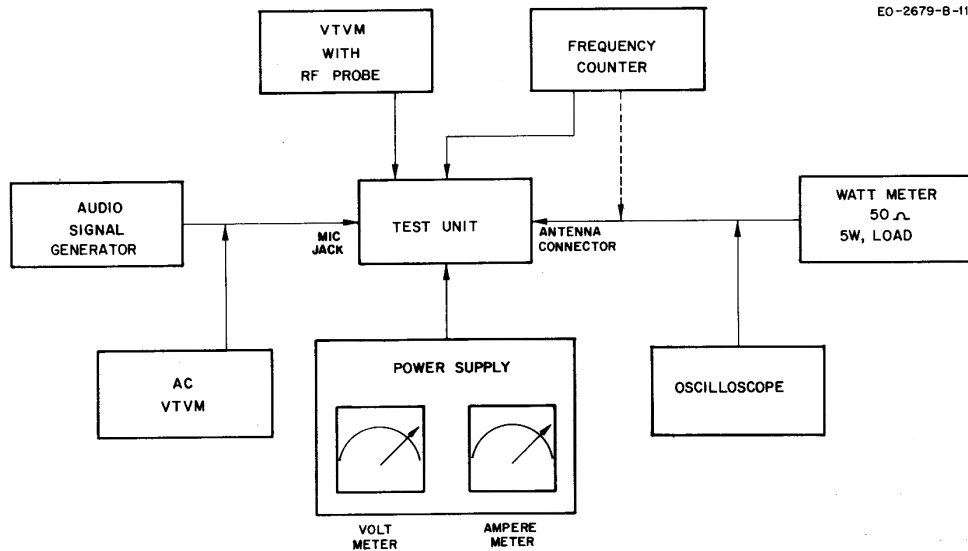 EO-2679-B-11
VTVM
WITH
RF PROBE
FREQUENCY
COUNTER
AUDIO
SIGNAL
GENERATOR
MIC
JACK
TEST UNIT
ANTENNA
CONNECTOR
WATT METER
50 Ω
5W, LOAD
AC
VTVM
POWER SUPPLY
OSCILLOSCOPE
VOLT
METER
AMPERE
METER